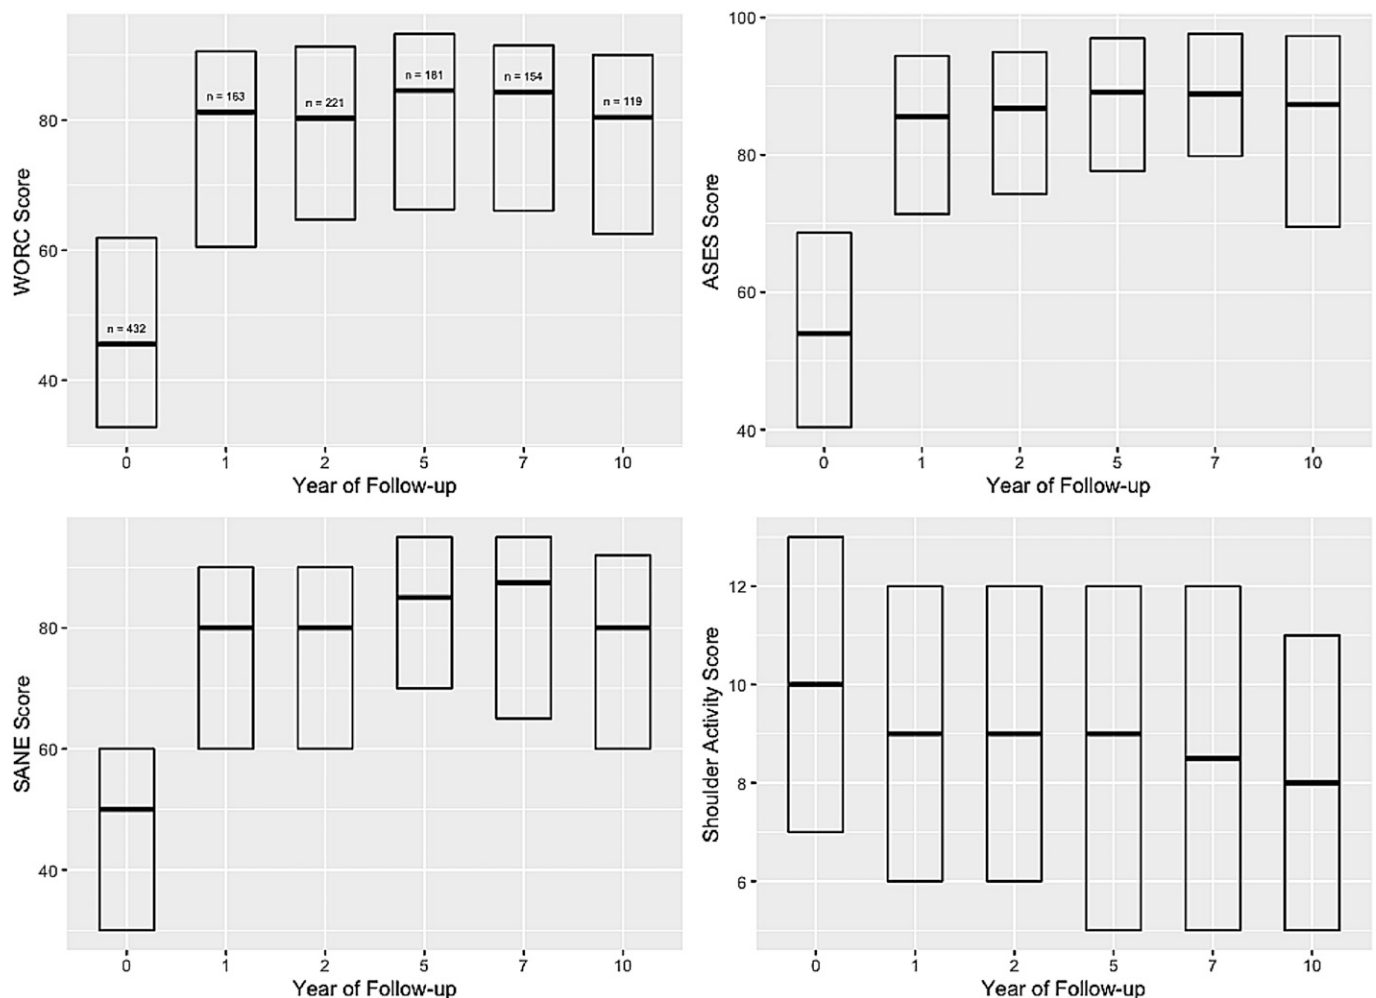 WORC Score
80
60
40
n = 432
n = 163
n = 221
n = 181
n = 154
n = 119
0 1 2 5 7 10
Year of Follow-up
ASES Score
100
80
60
40
0 1 2 5 7 10
Year of Follow-up
SANE Score
80
60
40
0 1 2 5 7 10
Year of Follow-up
Shoulder Activity Score
12
10
8
6
0 1 2 5 7 10
Year of Follow-up